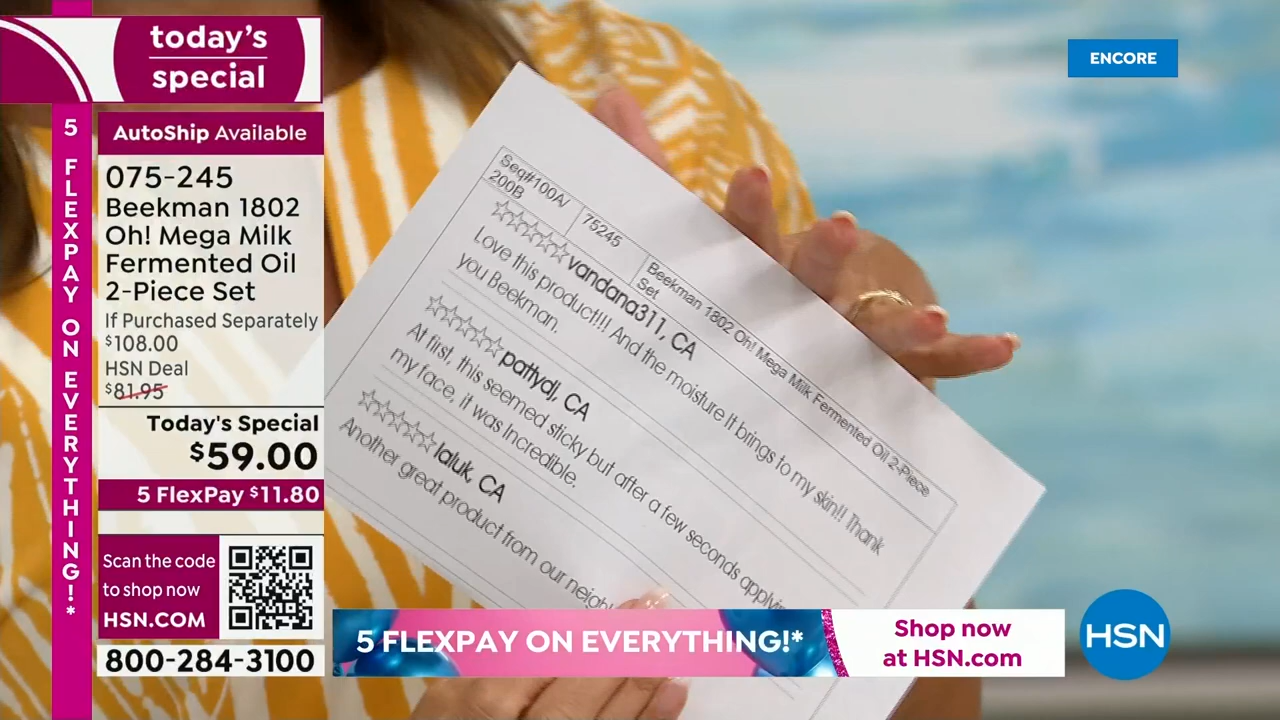 today's
special
5 FLEXPAY ON EVERYTHING!*
AutoShip Available
075-245
Beekman 1802
Oh! Mega Milk
Fermented Oil
2-Piece Set
If Purchased Separately
$108.00
HSN Deal
$81.95
Today's Special
$59.00
5 FlexPay $11.80
Scan the code
to shop now
HSN.COM
800-284-3100
ENCORE
Seq#100A/
200B
75245
Beekman 1802 Oh! Mega Milk Fermented Oil 2-Piece
Set
☆☆☆☆☆ vandana311, CA
Love this product!!! And the moisture it brings to my skin!! Thank
you Beekman.
☆☆☆☆☆ pattydj, CA
At first, this seemed sticky but after a few seconds applyi
my face, it was incredible.
☆☆☆☆☆ laluk, CA
Another great product from our neigh
5 FLEXPAY ON EVERYTHING!*
Shop now
at HSN.com
HSN